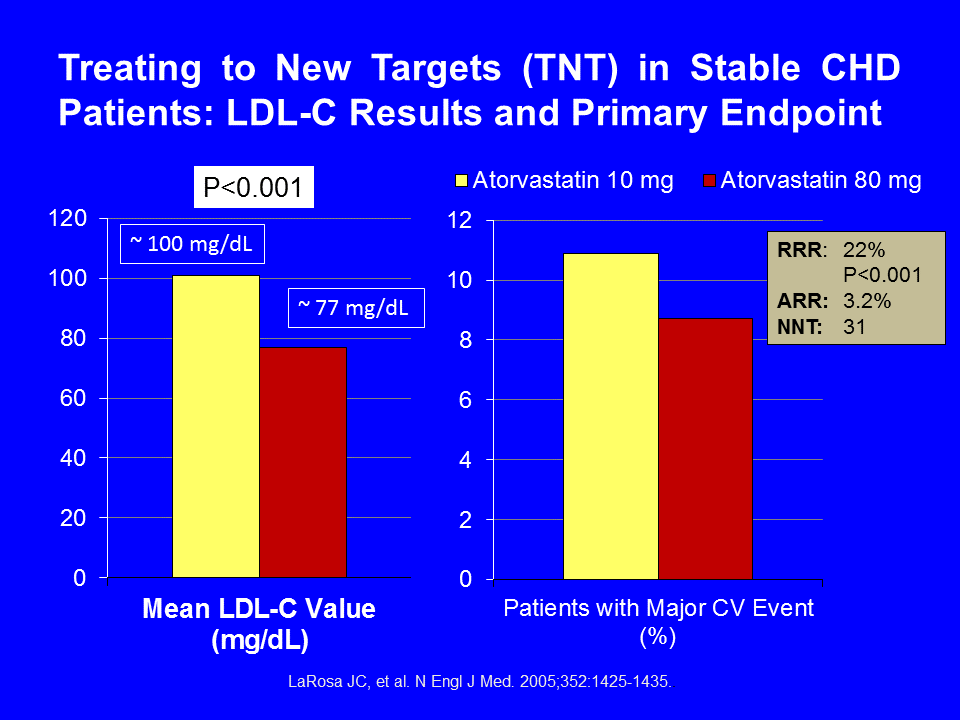 Treating to New Targets (TNT) in Stable CHD
Patients: LDL-C Results and Primary Endpoint
P<0.001
120
100
80
60
40
20
0
~ 100 mg/dL
~ 77 mg/dL
Mean LDL-C Value
(mg/dL)
Atorvastatin 10 mg Atorvastatin 80 mg
12
10
8
6
4
2
0
RRR: 22%
P<0.001
ARR: 3.2%
NNT: 31
Patients with Major CV Event
(%)
LaRosa JC, et al. N Engl J Med. 2005;352:1425-1435.